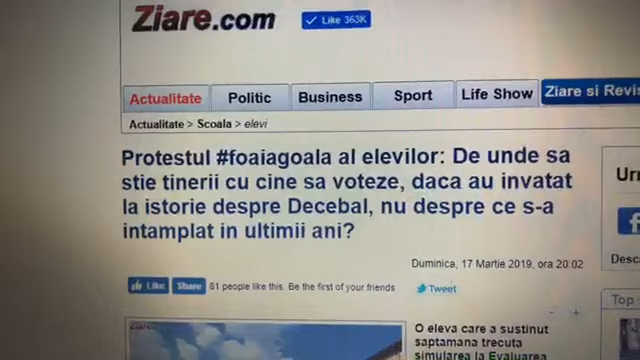 Ziare.com
Like 363K
Actualitate
Politic
Business
Sport
Life Show
Ziare si
Actualitate > Scoala > elevi
Protestul #foaiagoala al elevilor: De unde sa
stie tinerii cu cine sa voteze, daca au invatat
la istorie despre Decebal, nu despre ce s-a
intamplat in ultimii ani?
Duminica, 17 Martie 2019, ora 20:02
Like
Share
81 people like this. Be the first of your friends
Tweet
Top
Ziare
O eleva care a sustinut
saptamana trecuta
simularea la Evaluarea